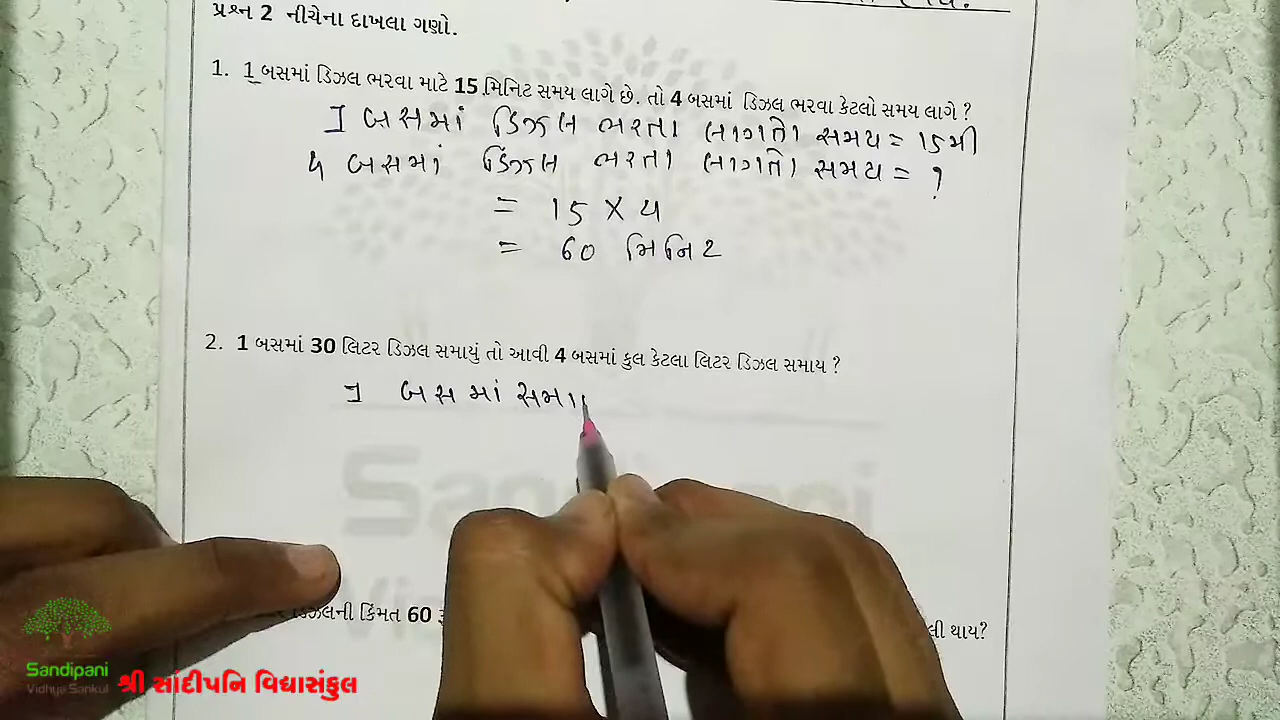 પ્રશ્ન 2 નીચેના દાખલા ગણો.
1. 1 બસમાં ડિઝલ ભરવા માટે 15 મિનિટ સમય લાગે છે. તો 4 બસમાં ડિઝલ ભરવા કેટલો સમય લાગે ?
1 બસમાં ડિઝલ ભરતા લાગતો સમય = ૧૫મી
4 બસમાં ડિઝલ ભરતા લાગતો સમય = ?
= 15 X 4
= 60 મિનિટ
2. 1 બસમાં 30 લિટર ડિઝલ સમાયું તો આવી 4 બસમાં કુલ કેટલા લિટર ડિઝલ સમાય ?
1 બસમાં સમા
ડિઝલની કિંમત 60
થાય?
Sandipani
Vidhya Sankul
શ્રી સાંદીપનિ વિદ્યાસંકુલ